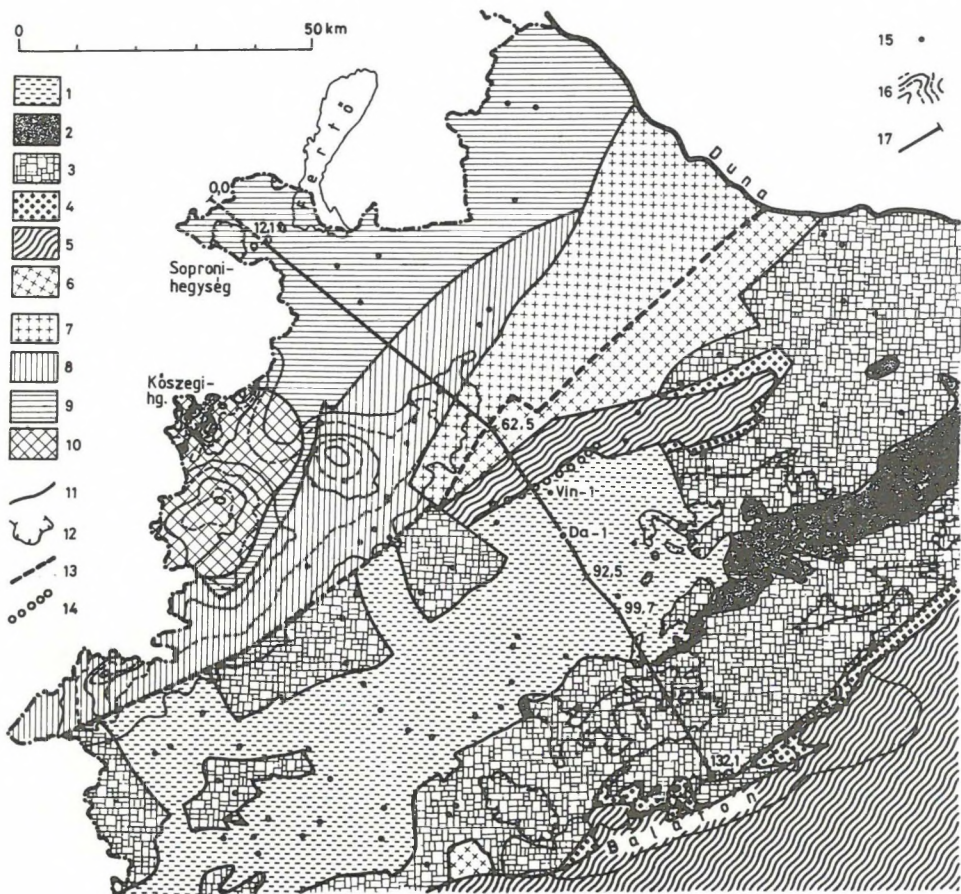 0 50 km
1
2
3
4
5
6
7
8
9
10
11
12
13
14
15
16
17
Fertő
Duna
0,0
12,1
Soproni-
hegység
Kőszegi-
hg.
62,5
Vin-1
Da-1
92,5
99,7
132,1
Balaton